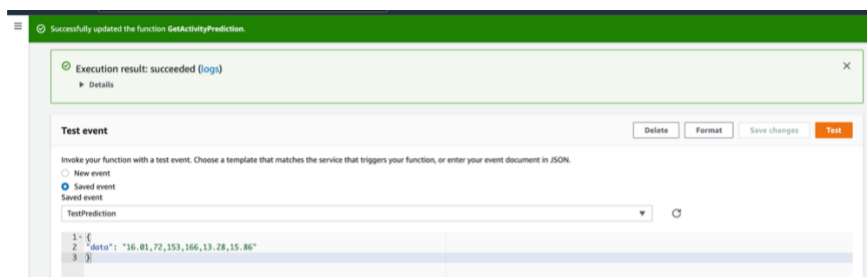 Successfully updated the function GetActivityPrediction.
Execution result: succeeded (logs)
Details
Test event
Delete
Format
Save changes
Test
Invoke your function with a test event. Choose a template that matches the service that triggers your function, or enter your event document in JSON.
New event
Saved event
Saved event
TestPrediction
1 {
2 "data": "16.01,72,153,166,13.28,15.86"
3 }